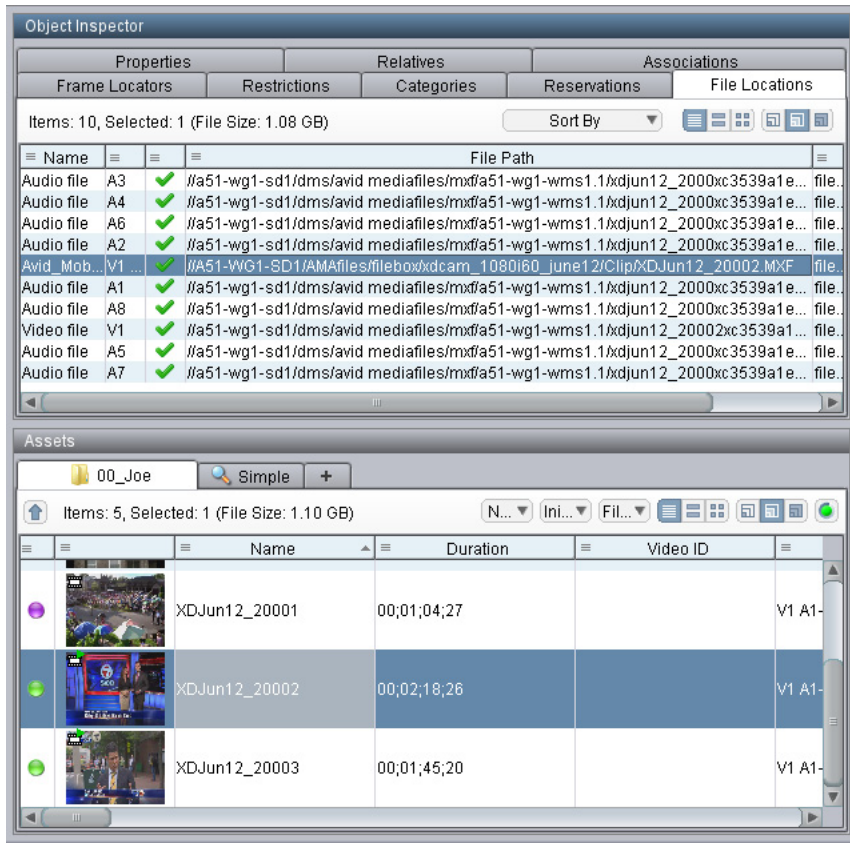 Object Inspector
Properties Relatives Associations
Frame Locators Restrictions Categories Reservations File Locations
Items: 10, Selected: 1 (File Size: 1.08 GB) Sort By
Name File Path
Audio file A3 //a51-wg1-sd1/dms/avid mediafiles/mxf/a51-wg1-wms1.1/xdjun12_2000xc3539a1e... file..
Audio file A4 //a51-wg1-sd1/dms/avid mediafiles/mxf/a51-wg1-wms1.1/xdjun12_2000xc3539a1e... file..
Audio file A6 //a51-wg1-sd1/dms/avid mediafiles/mxf/a51-wg1-wms1.1/xdjun12_2000xc3539a1e... file..
Audio file A2 //a51-wg1-sd1/dms/avid mediafiles/mxf/a51-wg1-wms1.1/xdjun12_2000xc3539a1e... file..
Avid_Mob... V1 ... //A51-WG1-SD1/AMAfiles/filebox/xdcam_1080i60_june12/Clip/XDJun12_20002.MXF file..
Audio file A1 //a51-wg1-sd1/dms/avid mediafiles/mxf/a51-wg1-wms1.1/xdjun12_2000xc3539a1e... file..
Audio file A8 //a51-wg1-sd1/dms/avid mediafiles/mxf/a51-wg1-wms1.1/xdjun12_2000xc3539a1e... file..
Video file V1 //a51-wg1-sd1/dms/avid mediafiles/mxf/a51-wg1-wms1.1/xdjun12_20002xc3539a1... file..
Audio file A5 //a51-wg1-sd1/dms/avid mediafiles/mxf/a51-wg1-wms1.1/xdjun12_2000xc3539a1e... file..
Audio file A7 //a51-wg1-sd1/dms/avid mediafiles/mxf/a51-wg1-wms1.1/xdjun12_2000xc3539a1e... file..
Assets
00_Joe Simple +
Items: 5, Selected: 1 (File Size: 1.10 GB) N... Ini... Fil...
Name Duration Video ID
XDJun12_20001 00;01;04;27 V1 A1-
XDJun12_20002 00;02;18;26 V1 A1-
XDJun12_20003 00;01;45;20 V1 A1-